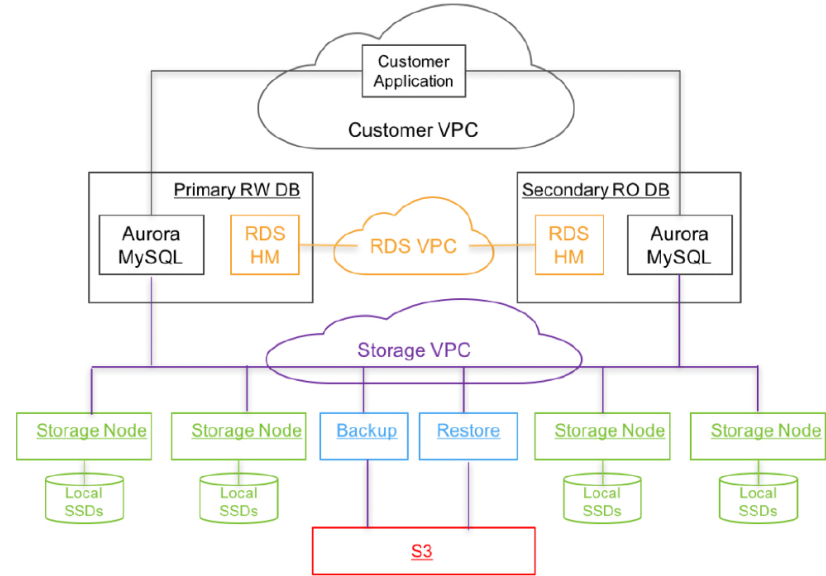 Customer
Application
Customer VPC
Primary RW DB
Secondary RO DB
Aurora
MySQL
RDS
HM
RDS VPC
RDS
HM
Aurora
MySQL
Storage VPC
Storage Node
Storage Node
Backup
Restore
Storage Node
Storage Node
Local
SSDs
Local
SSDs
Local
SSDs
Local
SSDs
S3